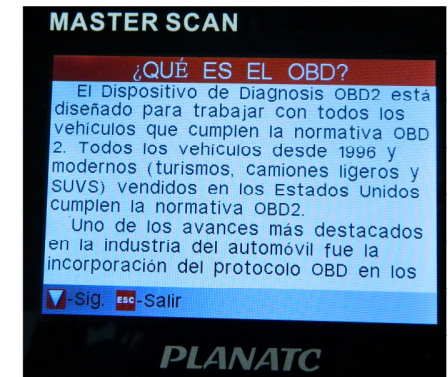 MASTER SCAN
¿QUÉ ES EL OBD?
El Dispositivo de Diagnosis OBD2 está
diseñado para trabajar con todos los
vehículos que cumplen la normativa OBD
2. Todos los vehículos desde 1996 y
modernos (turismos, camiones ligeros y
SUVS) vendidos en los Estados Unidos
cumplen la normativa OBD2.
Uno de los avances más destacados
en la industria del automóvil fue la
incorporación del protocolo OBD en los
-Sig. ESC -Salir
PLANATC